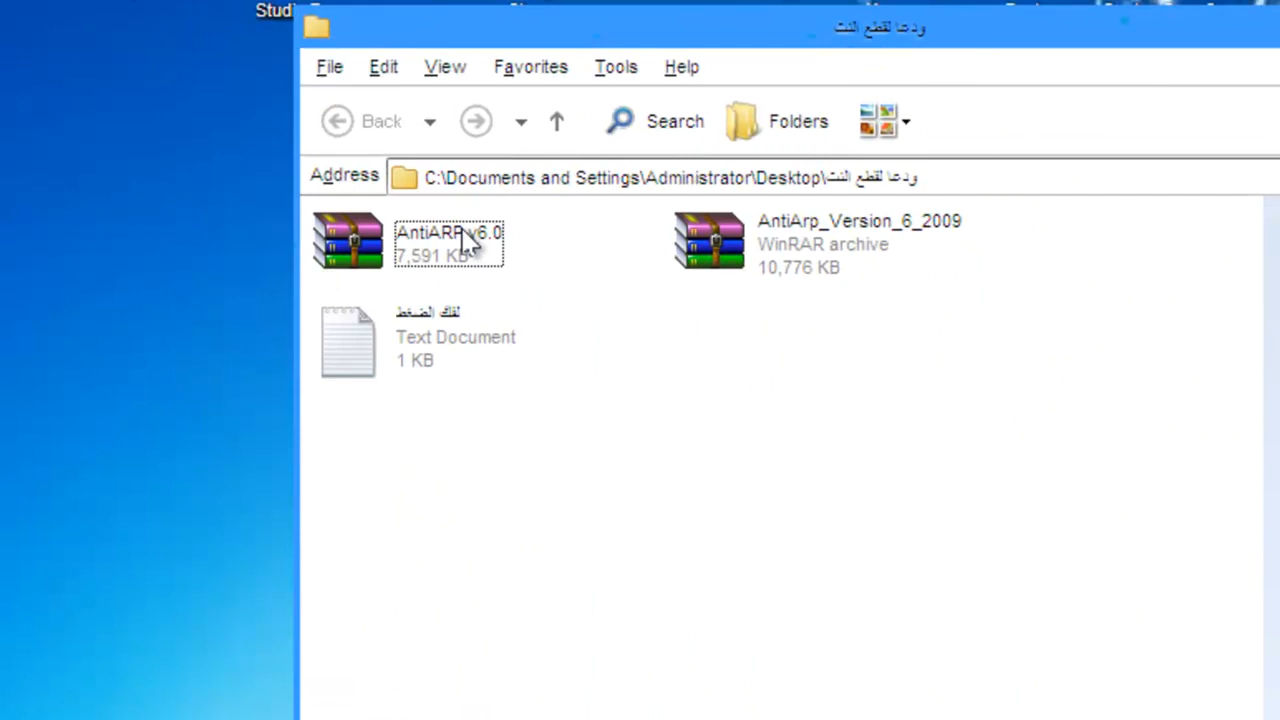 ودعا لقطع النت
File Edit View Favorites Tools Help
Back Search Folders
Address C:\Documents and Settings\Administrator\Desktop\ودعا لقطع النت
AntiARP v6.0
7,591 KB
AntiArp_Version_6_2009
WinRAR archive
10,776 KB
لفك الضغط
Text Document
1 KB